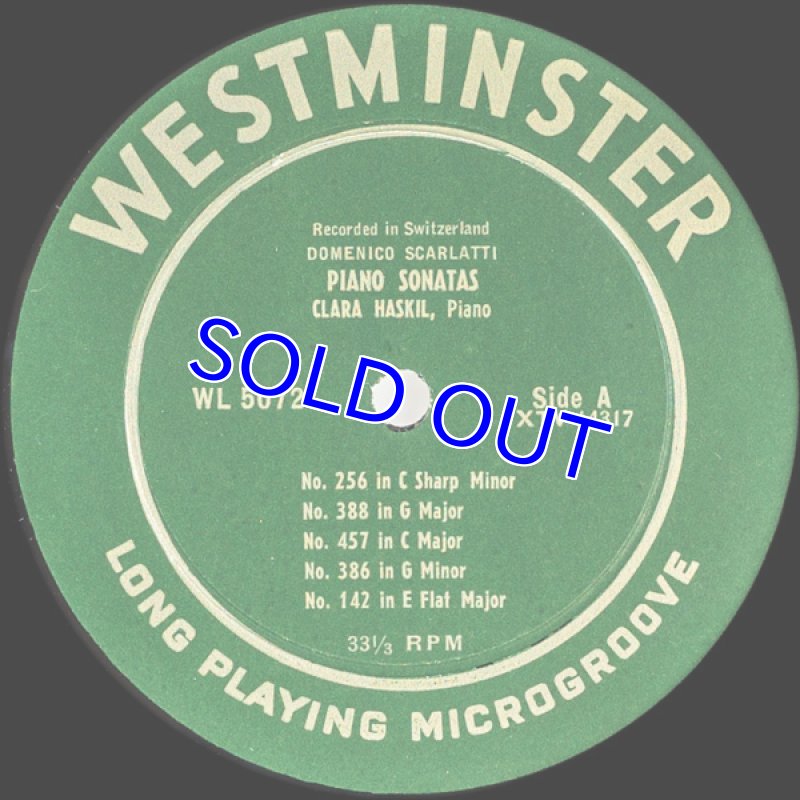 WESTMINSTER
Recorded in Switzerland
DOMENICO SCARLATTI
PIANO SONATAS
CLARA HASKIL, Piano
SOLD OUT
WL 5072
Side A
No. 256 in C Sharp Minor
No. 388 in G Major
No. 457 in C Major
No. 386 in G Minor
No. 142 in E Flat Major
33⅓ RPM
LONG PLAYING MICROGROOVE